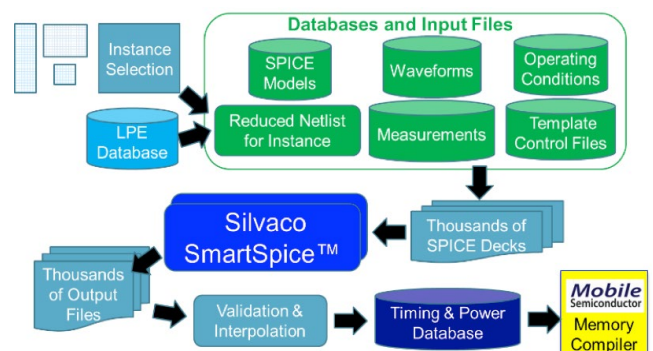 Databases and Input Files
Instance
Selection
SPICE
Models
Waveforms
Operating
Conditions
LPE
Database
Reduced Netlist
for Instance
Measurements
Template
Control Files
Silvaco
SmartSpice™
Thousands of
SPICE Decks
Thousands
of Output
Files
Validation &
Interpolation
Timing & Power
Database
Mobile
Semiconductor
Memory
Compiler